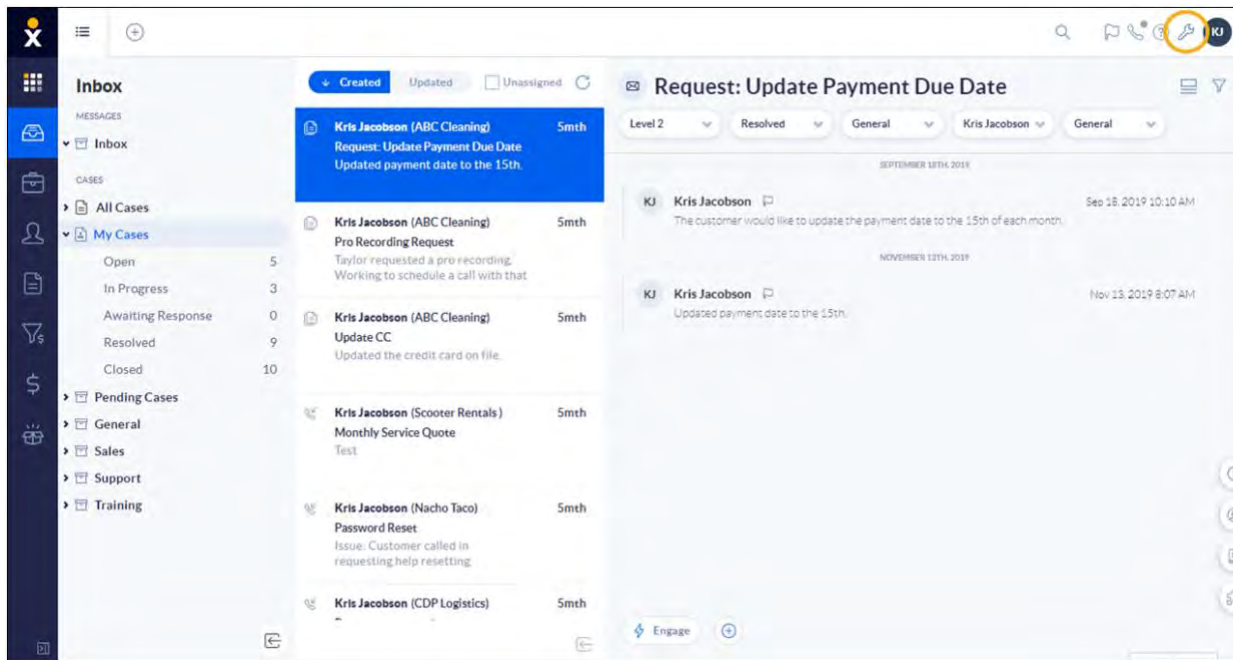 KJ
Inbox
MESSAGES
Inbox
CASES
All Cases
My Cases
Open 5
In Progress 3
Awaiting Response 0
Resolved 9
Closed 10
Pending Cases
General
Sales
Support
Training
Created Updated Unassigned
Kris Jacobson (ABC Cleaning) 5mth
Request: Update Payment Due Date
Updated payment date to the 15th.
Kris Jacobson (ABC Cleaning) 5mth
Pro Recording Request
Taylor requested a pro recording.
Working to schedule a call with that
Kris Jacobson (ABC Cleaning) 5mth
Update CC
Updated the credit card on file.
Kris Jacobson (Scooter Rentals) 5mth
Monthly Service Quote
Test
Kris Jacobson (Nacho Taco) 5mth
Password Reset
Issue: Customer called in
requesting help resetting
Kris Jacobson (CDP Logistics) 5mth
Request: Update Payment Due Date
Level 2 Resolved General Kris Jacobson General
SEPTEMBER 18TH, 2019
KJ Kris Jacobson Sep 18, 2019 10:10 AM
The customer would like to update the payment date to the 15th of each month.
NOVEMBER 13TH, 2019
KJ Kris Jacobson Nov 13, 2019 8:07 AM
Updated payment date to the 15th.
Engage